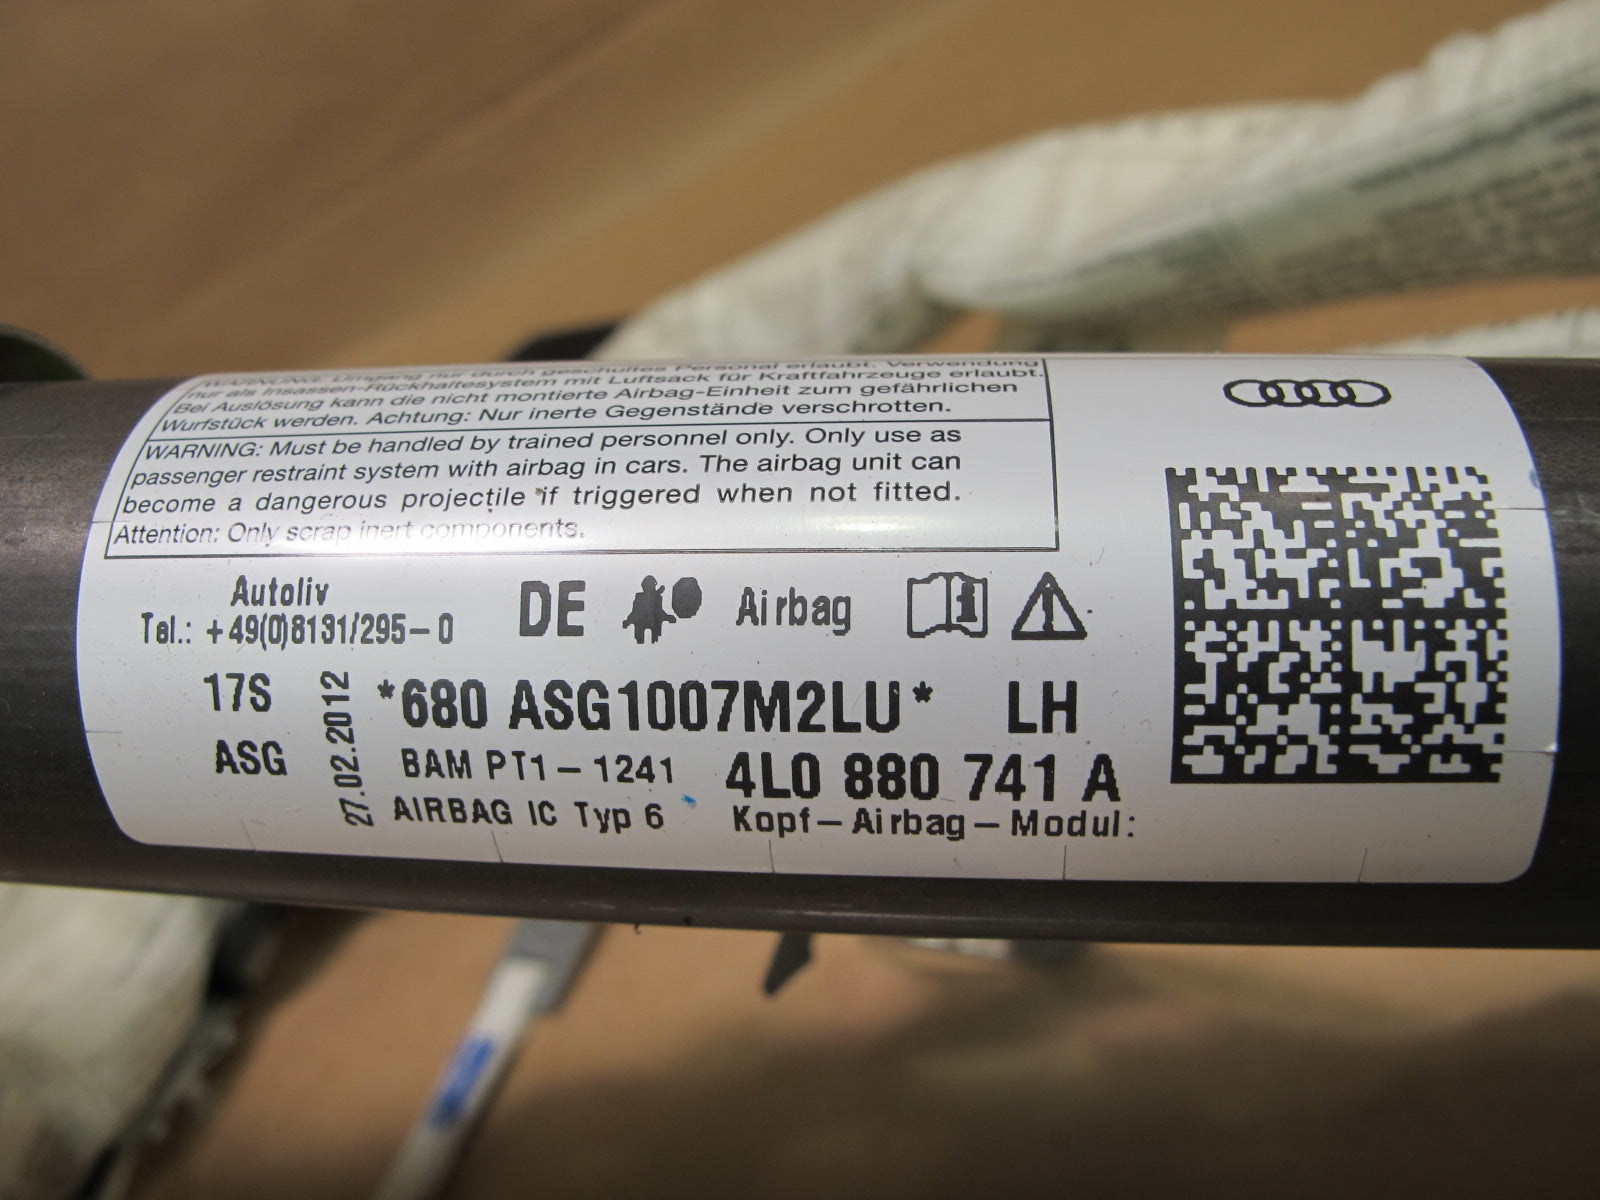 WARNUNG: Umgang nur durch geschultes Personal erlaubt. Verwendung
nur als Insassen-Rückhaltesystem mit Luftsack für Kraftfahrzeuge erlaubt.
Bei Auslösung kann die nicht montierte Airbag-Einheit zum gefährlichen
Wurfstück werden. Achtung: Nur inerte Gegenstände verschrotten.
WARNING: Must be handled by trained personnel only. Only use as
passenger restraint system with airbag in cars. The airbag unit can
become a dangerous projectile if triggered when not fitted.
Attention: Only scrap inert components.
Autoliv
Tel.: +49(0)8131/295-0
DE Airbag
17S
ASG
27.02.2012
*680 ASG1007M2LU* LH
BAM PT1-1241
4L0 880 741 A
AIRBAG IC Typ 6
Kopf-Airbag-Modul: